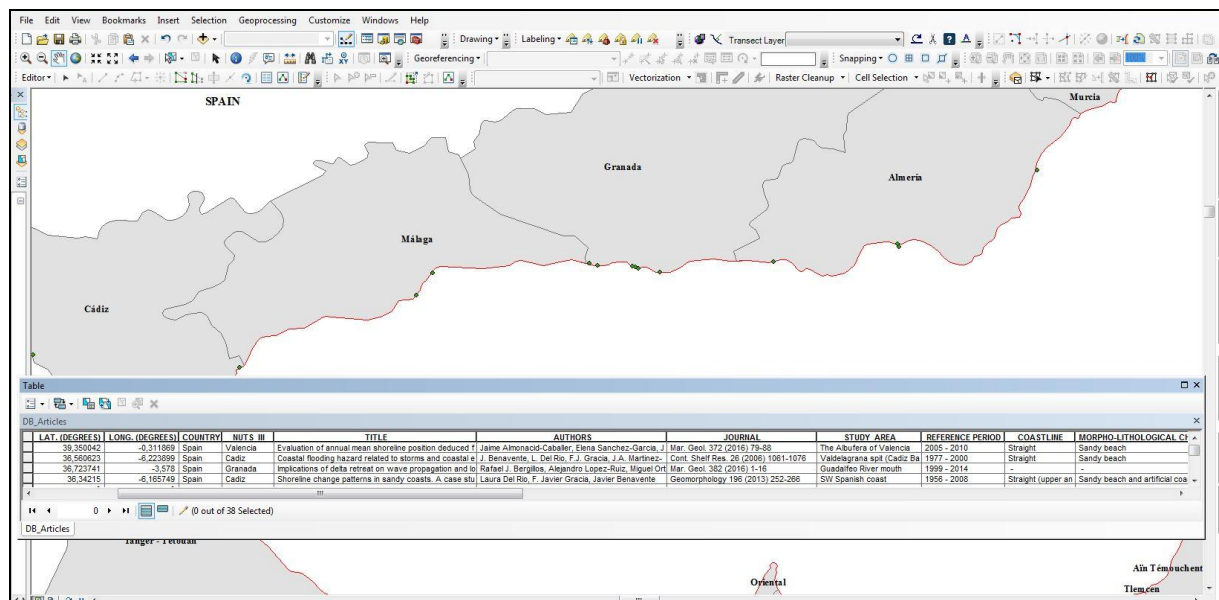 File Edit View Bookmarks Insert Selection Geoprocessing Customize Windows Help
Drawing Labeling Transect Layer
Georeferencing Snapping
Editor Vectorization Raster Cleanup Cell Selection
SPAIN
Murcia
Granada
Almería
Málaga
Cádiz
Table
DB_Articles
LAT. (DEGREES) LONG. (DEGREES) COUNTRY NUTS III TITLE AUTHORS JOURNAL STUDY AREA REFERENCE PERIOD COASTLINE MORPHO-LITHOLOGICAL CH
39,350042 -0,311869 Spain Valencia Evaluation of annual mean shoreline position deduced f Jaime Almonacid-Caballer, Elena Sanchez-Garcia, J Mar. Geol. 372 (2016) 79-88 The Albufera of Valencia 2005 - 2010 Straight Sandy beach
36,560623 -6,223899 Spain Cadiz Coastal flooding hazard related to storms and coastal e J. Benavente, L. Del Rio, F.J. Gracia, J.A. Martinez- Cont. Shelf Res. 26 (2006) 1061-1076 Valdelagrana spit (Cadiz Ba 1977 - 2000 Straight Sandy beach
36,723741 -3,578 Spain Granada Implications of delta retreat on wave propagation and lo Rafael J. Bergillos, Alejandro Lopez-Ruiz, Miguel Ort Mar. Geol. 382 (2016) 1-16 Guadalfeo River mouth 1999 - 2014 - -
36,34215 -6,165749 Spain Cadiz Shoreline change patterns in sandy coasts. A case stu Laura Del Rio, F. Javier Gracia, Javier Benavente Geomorphology 196 (2013) 252-266 SW Spanish coast 1956 - 2008 Straight (upper an Sandy beach and artificial coa
0 (0 out of 38 Selected)
DB_Articles
Tanger - Tetouan
Oriental
Aïn Témouchent
Tlemcen